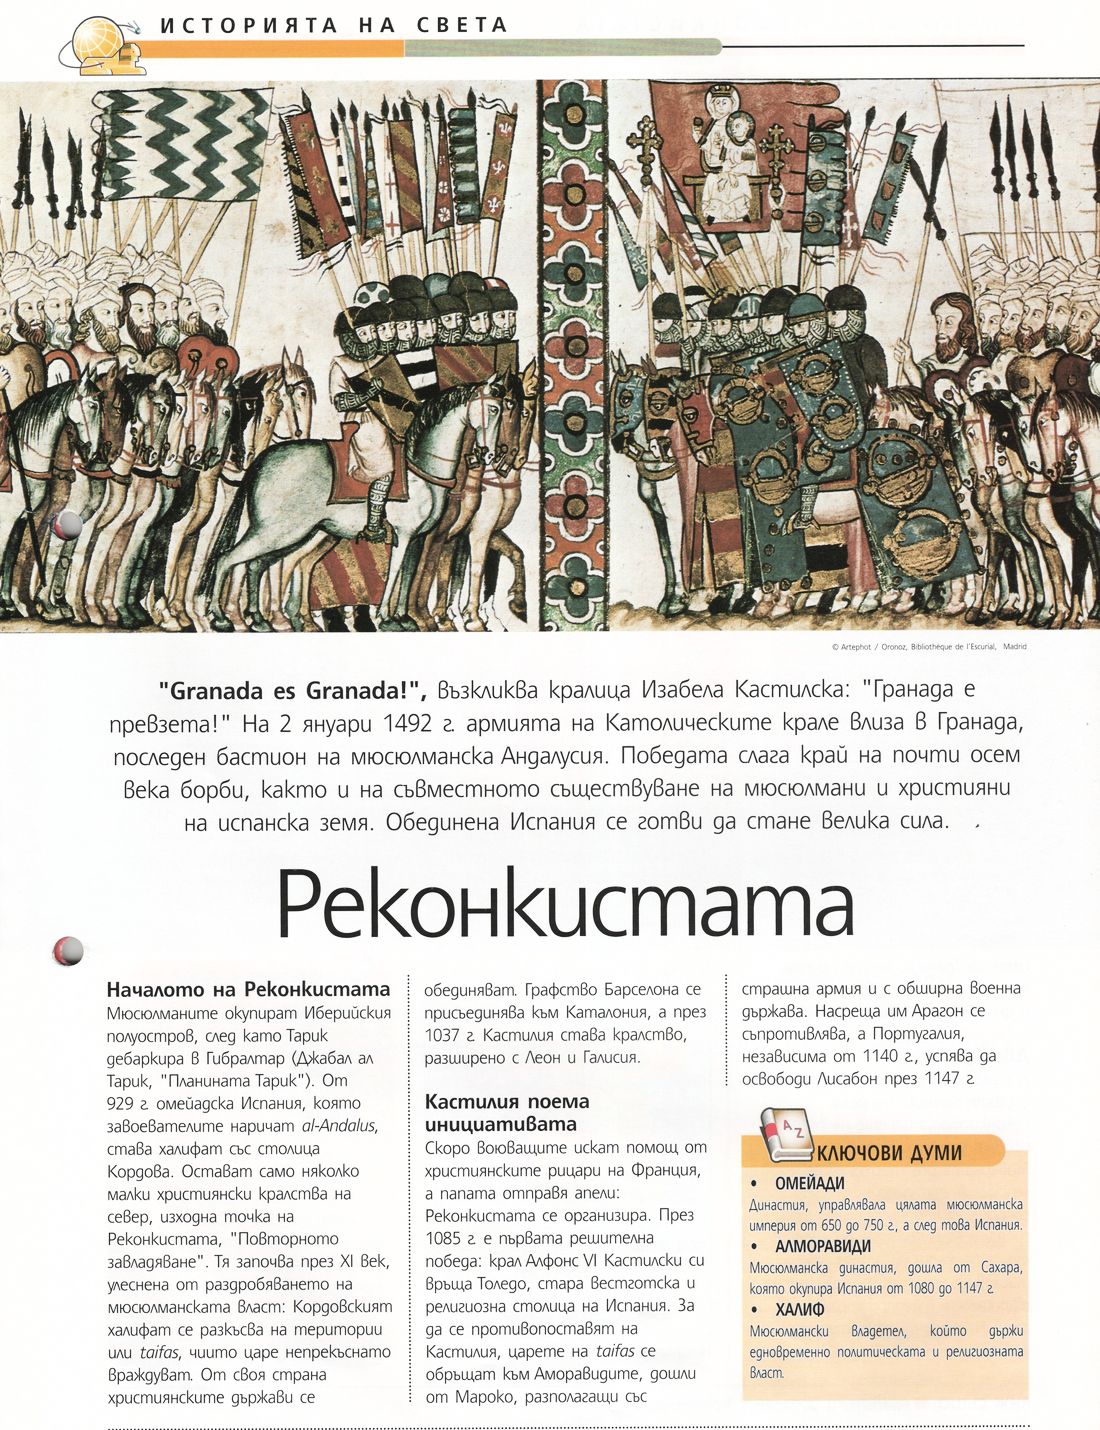 ИСТОРИЯТА НА СВЕТА
© Artephot / Oronoz, Bibliothèque de l'Escurial, Madrid
"Granada es Granada!", възкликва кралица Изабела Кастилска: "Гранада е
превзета!" На 2 януари 1492 г. армията на Католическите крале влиза в Гранада,
последен бастион на мюсюлманска Андалусия. Победата слага край на почти осем
века борби, както и на съвместното съществуване на мюсюлмани и християни
на испанска земя. Обединена Испания се готви да стане велика сила.
Реконкистата
Началото на Реконкистата
Мюсюлманите окупират Иберийския
полуостров, след като Тарик
дебаркира в Гибралтар (Джабал ал
Тарик, "Планината Тарик"). От
929 г. омейадска Испания, която
завоевателите наричат al-Andalus,
става халифат със столица
Кордова. Остават само няколко
малки християнски кралства на
север, изходна точка на
Реконкистата, "Повторното
завладяване". Тя започва през XI век,
улеснена от раздробяването на
мюсюлманската власт: Кордовският
халифат се разкъсва на територии
или taifas, чиито царе непрекъснато
враждуват. От своя страна
християнските държави се
обединяват. Графство Барселона се
присъединява към Каталония, а през
1037 г. Кастилия става кралство,
разширено с Леон и Галисия.
Кастилия поема
инициативата
Скоро воюващите искат помощ от
християнските рицари на Франция,
а папата отправя апели:
Реконкистата се организира. През
1085 г. е първата решителна
победа: крал Алфонс VI Кастилски си
връща Толедо, стара вестготска и
религиозна столица на Испания. За
да се противопоставят на
Кастилия, царете на taifas се
обръщат към Аморавидите, дошли
от Мароко, разполагащи със
страшна армия и с обширна военна
държава. Насреща им Арагон се
съпротивлява, а Португалия,
независима от 1140 г., успява да
освободи Лисабон през 1147 г.
A Z
КЛЮЧОВИ ДУМИ
• ОМЕЙАДИ
Династия, управлявала цялата мюсюлманска
империя от 650 до 750 г., а след това Испания.
• АЛМОРАВИДИ
Мюсюлманска династия, дошла от Сахара,
която окупира Испания от 1080 до 1147 г.
• ХАЛИФ
Мюсюлмански владетел, който държи
едновременно политическата и религиозната
власт.